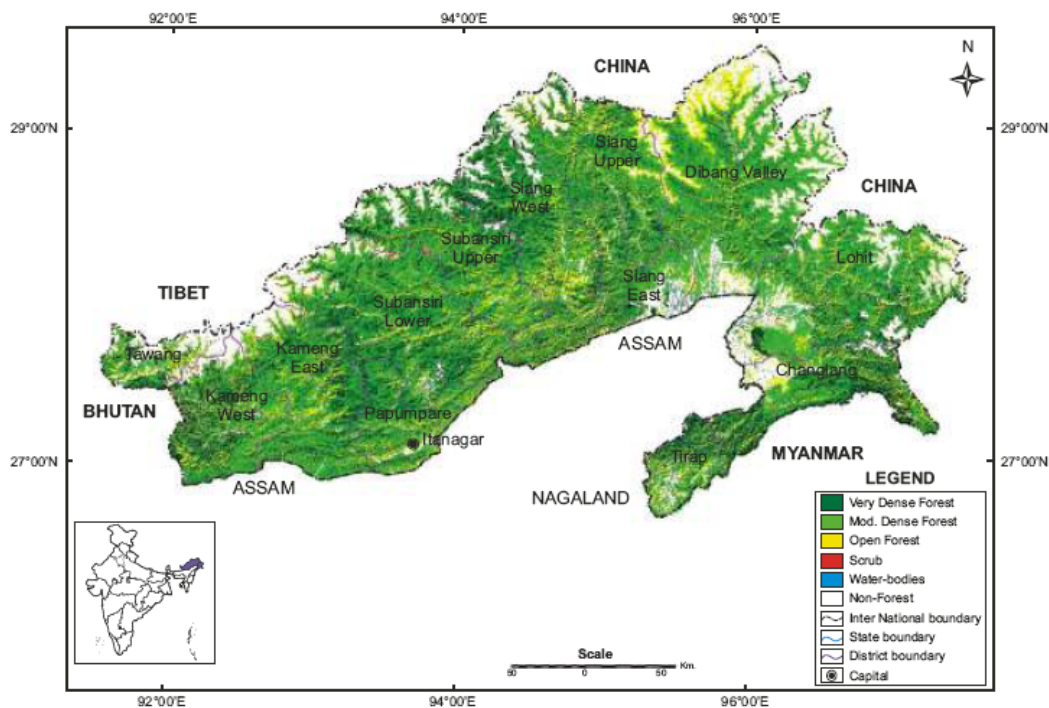 92°00'E 94°00'E 96°00'E
N
CHINA
29°00'N 29°00'N
Siang
Upper
Dibang Valley
Siang
West
CHINA
Subansiri
Upper
Lohit
Siang
East
TIBET
Subansiri
Lower
ASSAM
Tawang
Kameng
East
Changlang
BHUTAN
Kameng
West
Papumpare
Itanagar
MYANMAR
Tirap
27°00'N 27°00'N
ASSAM
NAGALAND
LEGEND
Very Dense Forest
Mod. Dense Forest
Open Forest
Scrub
Water-bodies
Non-Forest
Inter National boundary
State boundary
District boundary
Capital
Scale
50 0 50 Km.
92°00'E 94°00'E 96°00'E